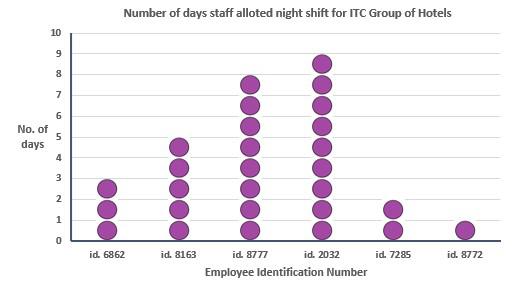 Number of days staff alloted night shift for ITC Group of Hotels
10
9
8
7
6
5
4
3
2
1
0
No. of
days
id. 6862 id. 8163 id. 8777 id. 2032 id. 7285 id. 8772
Employee Identification Number